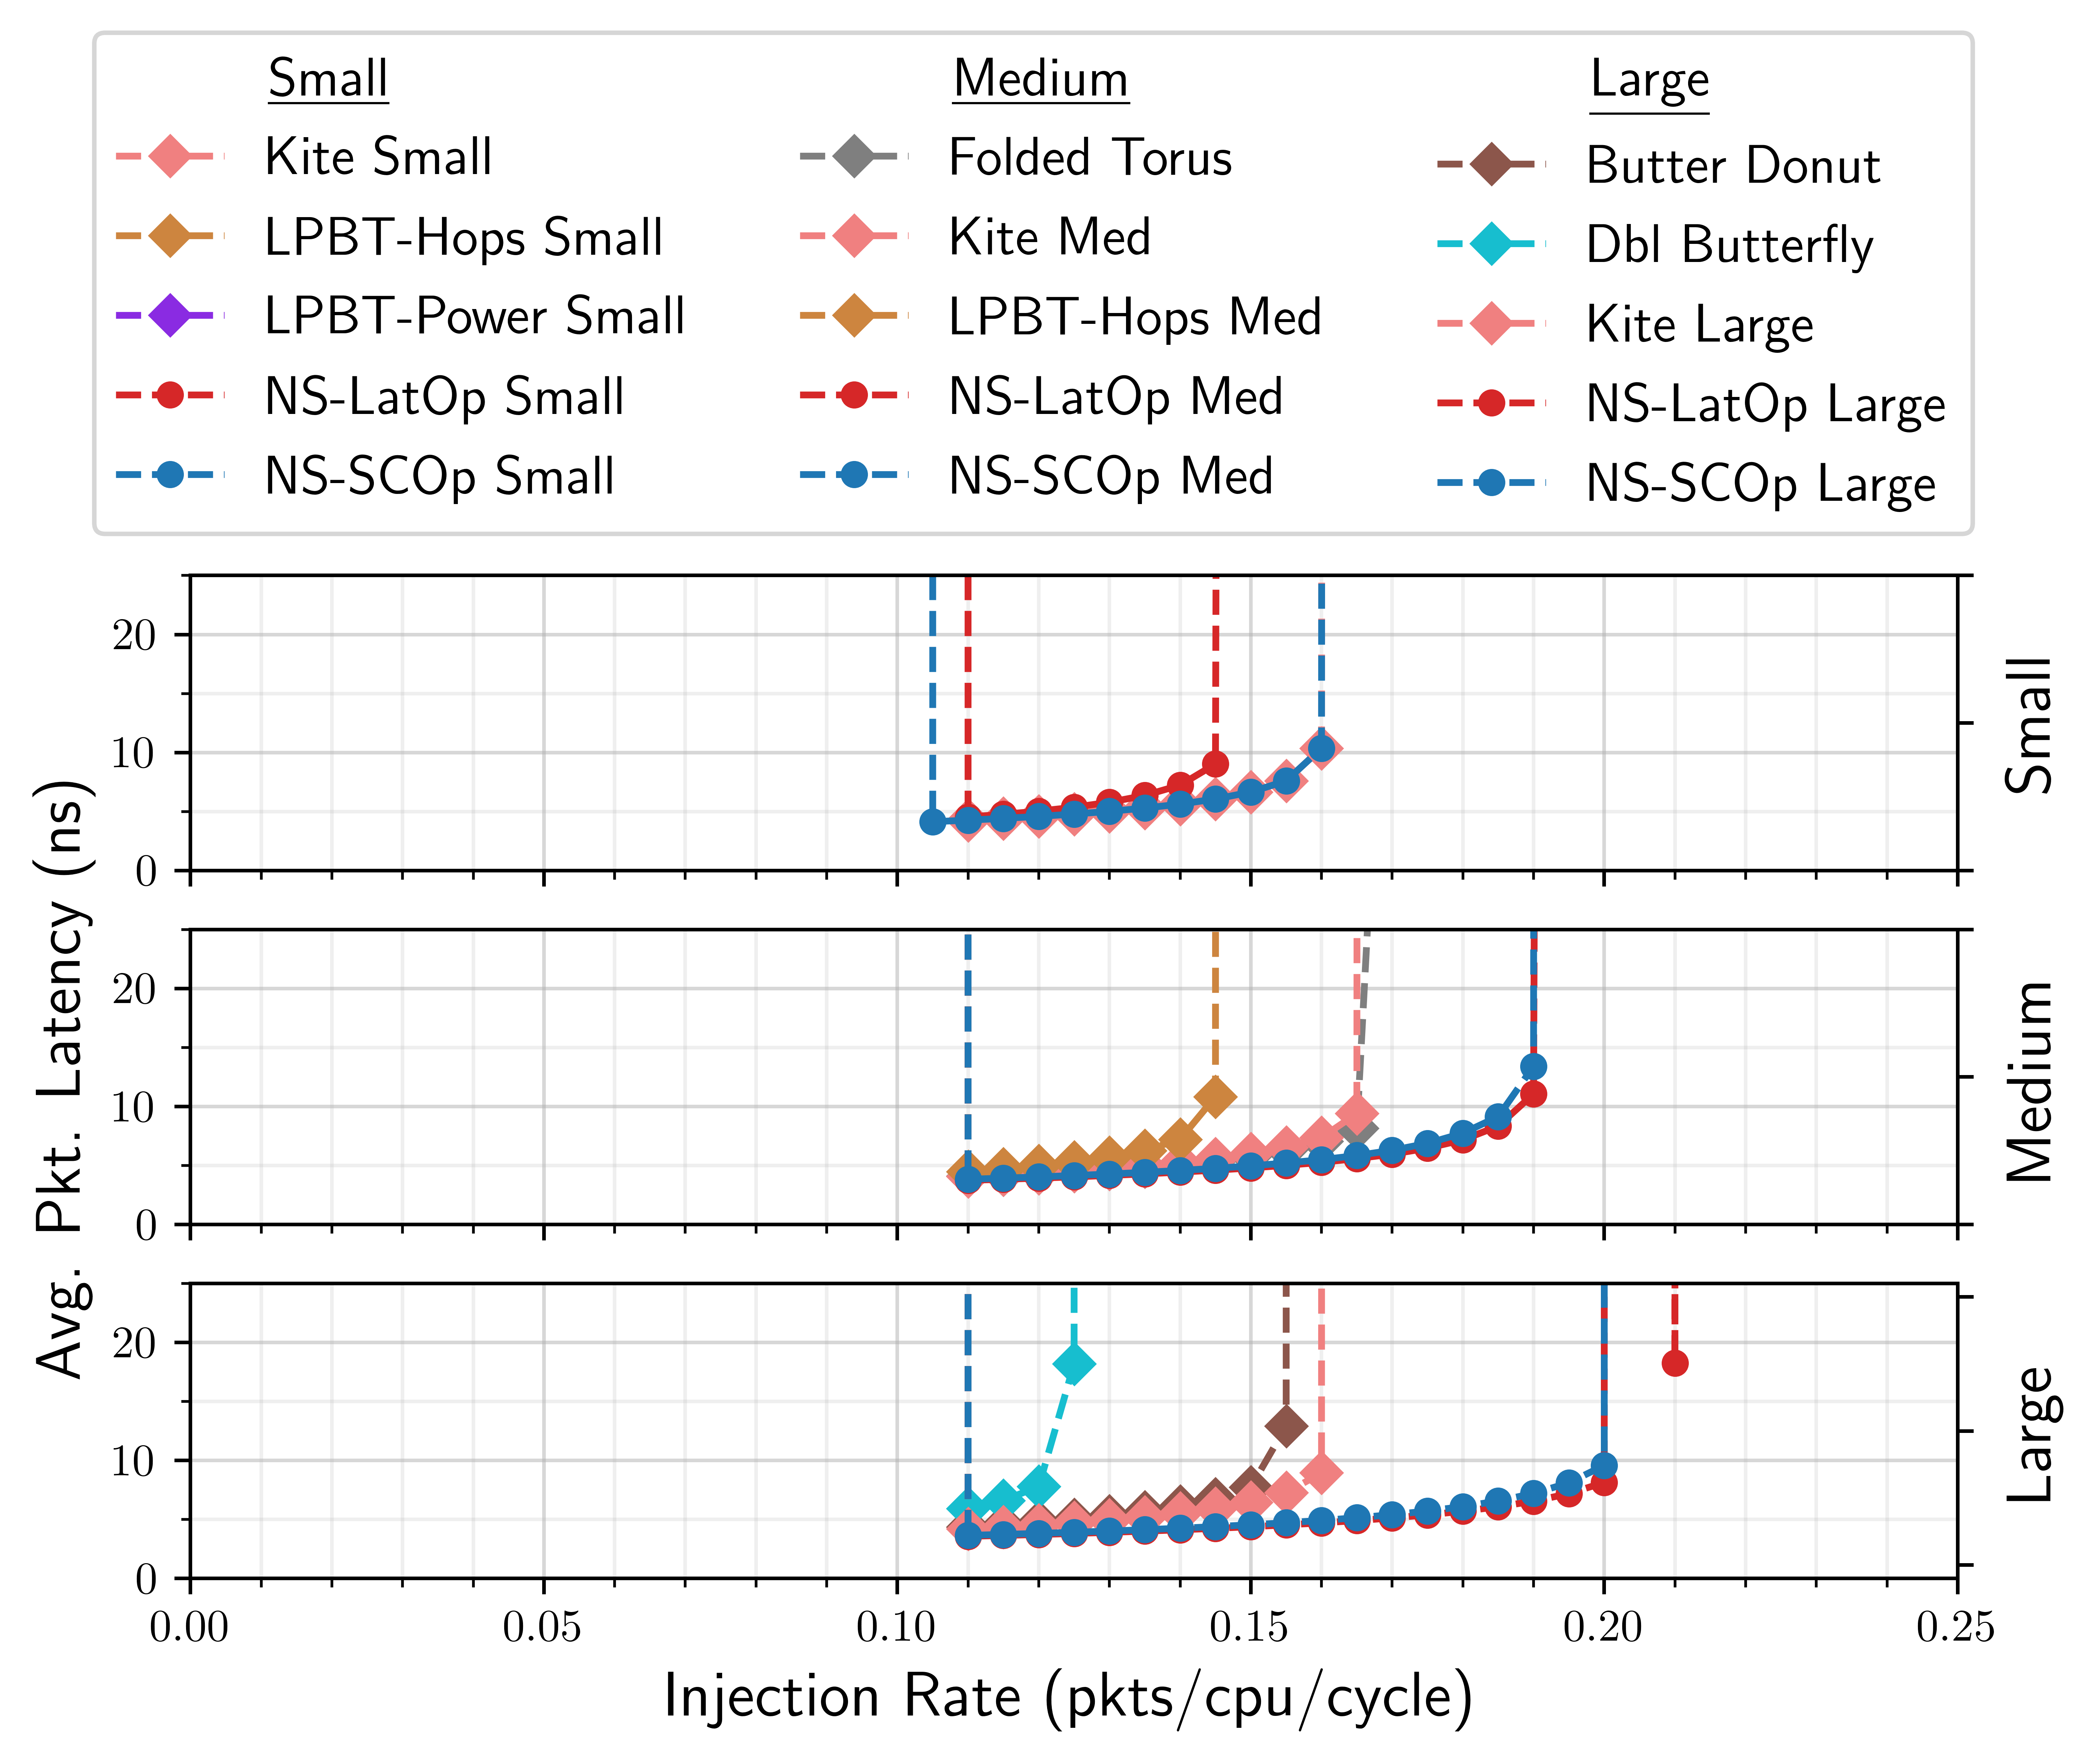 Small
Kite Small
LPBT-Hops Small
LPBT-Power Small
NS-LatOp Small
NS-SCOp Small
Medium
Folded Torus
Kite Med
LPBT-Hops Med
NS-LatOp Med
NS-SCOp Med
Large
Butter Donut
Dbl Butterfly
Kite Large
NS-LatOp Large
NS-SCOp Large
Avg. Pkt. Latency (ns)
20
10
0
Small
20
10
0
Medium
20
10
0
Large
0.00 0.05 0.10 0.15 0.20 0.25
Injection Rate (pkts/cpu/cycle)